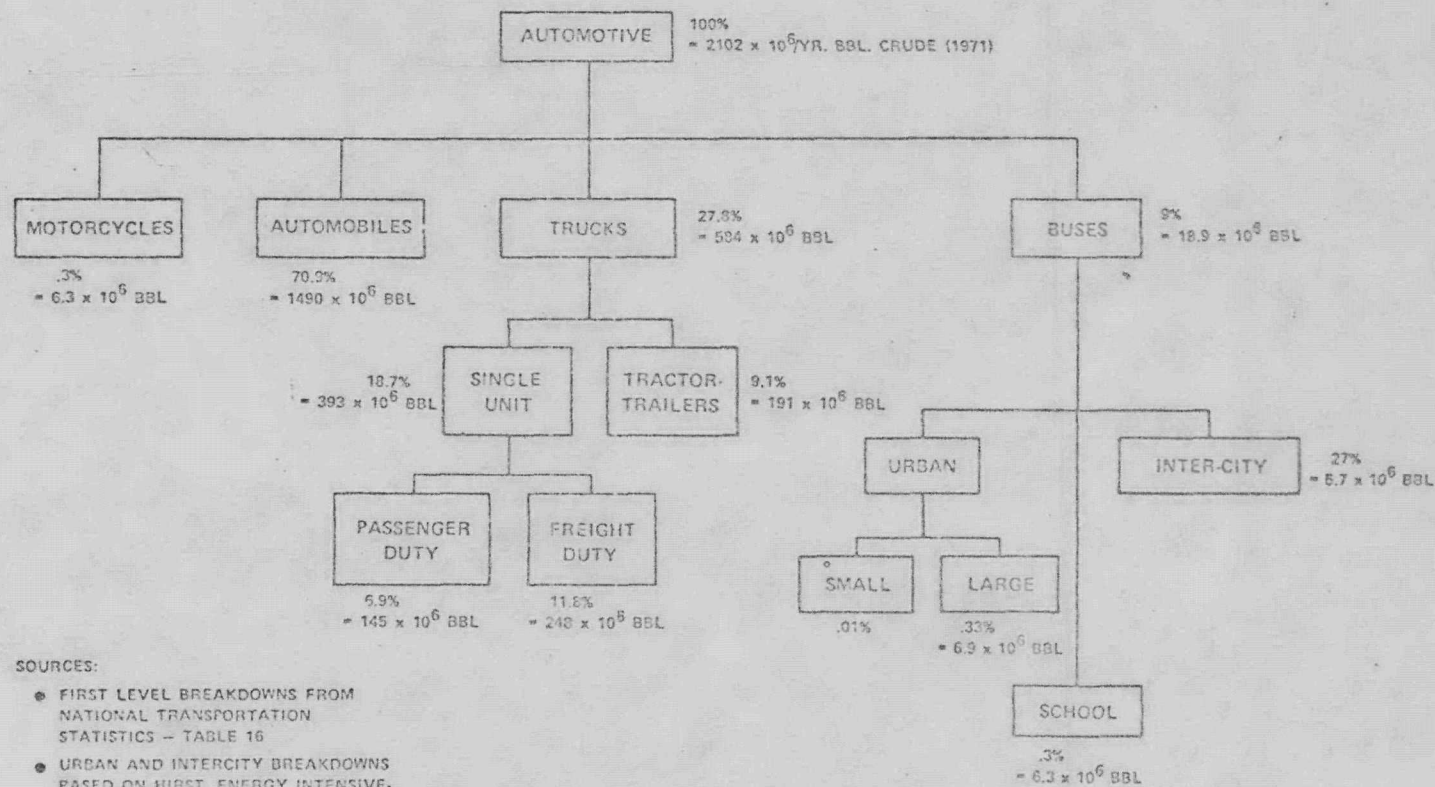 AUTOMOTIVE
100%
= 2102 x 10⁶/YR. BBL. CRUDE (1971)
MOTORCYCLES
.3%
= 6.3 x 10⁶ BBL
AUTOMOBILES
70.9%
= 1490 x 10⁶ BBL
TRUCKS
27.8%
= 584 x 10⁶ BBL
BUSES
9%
= 18.9 x 10⁶ BBL
18.7%
= 393 x 10⁶ BBL
SINGLE
UNIT
TRACTOR-
TRAILERS
9.1%
= 191 x 10⁶ BBL
URBAN
INTER-CITY
27%
= 5.7 x 10⁶ BBL
PASSENGER
DUTY
6.9%
= 145 x 10⁶ BBL
FREIGHT
DUTY
11.8%
= 248 x 10⁶ BBL
SMALL
.01%
LARGE
.33%
= 6.9 x 10⁶ BBL
SCHOOL
.3%
= 6.3 x 10⁶ BBL
SOURCES:
● FIRST LEVEL BREAKDOWNS FROM
NATIONAL TRANSPORTATION
STATISTICS – TABLE 16
● URBAN AND INTERCITY BREAKDOWNS
BASED ON HIRST, ENERGY INTENSIVE-